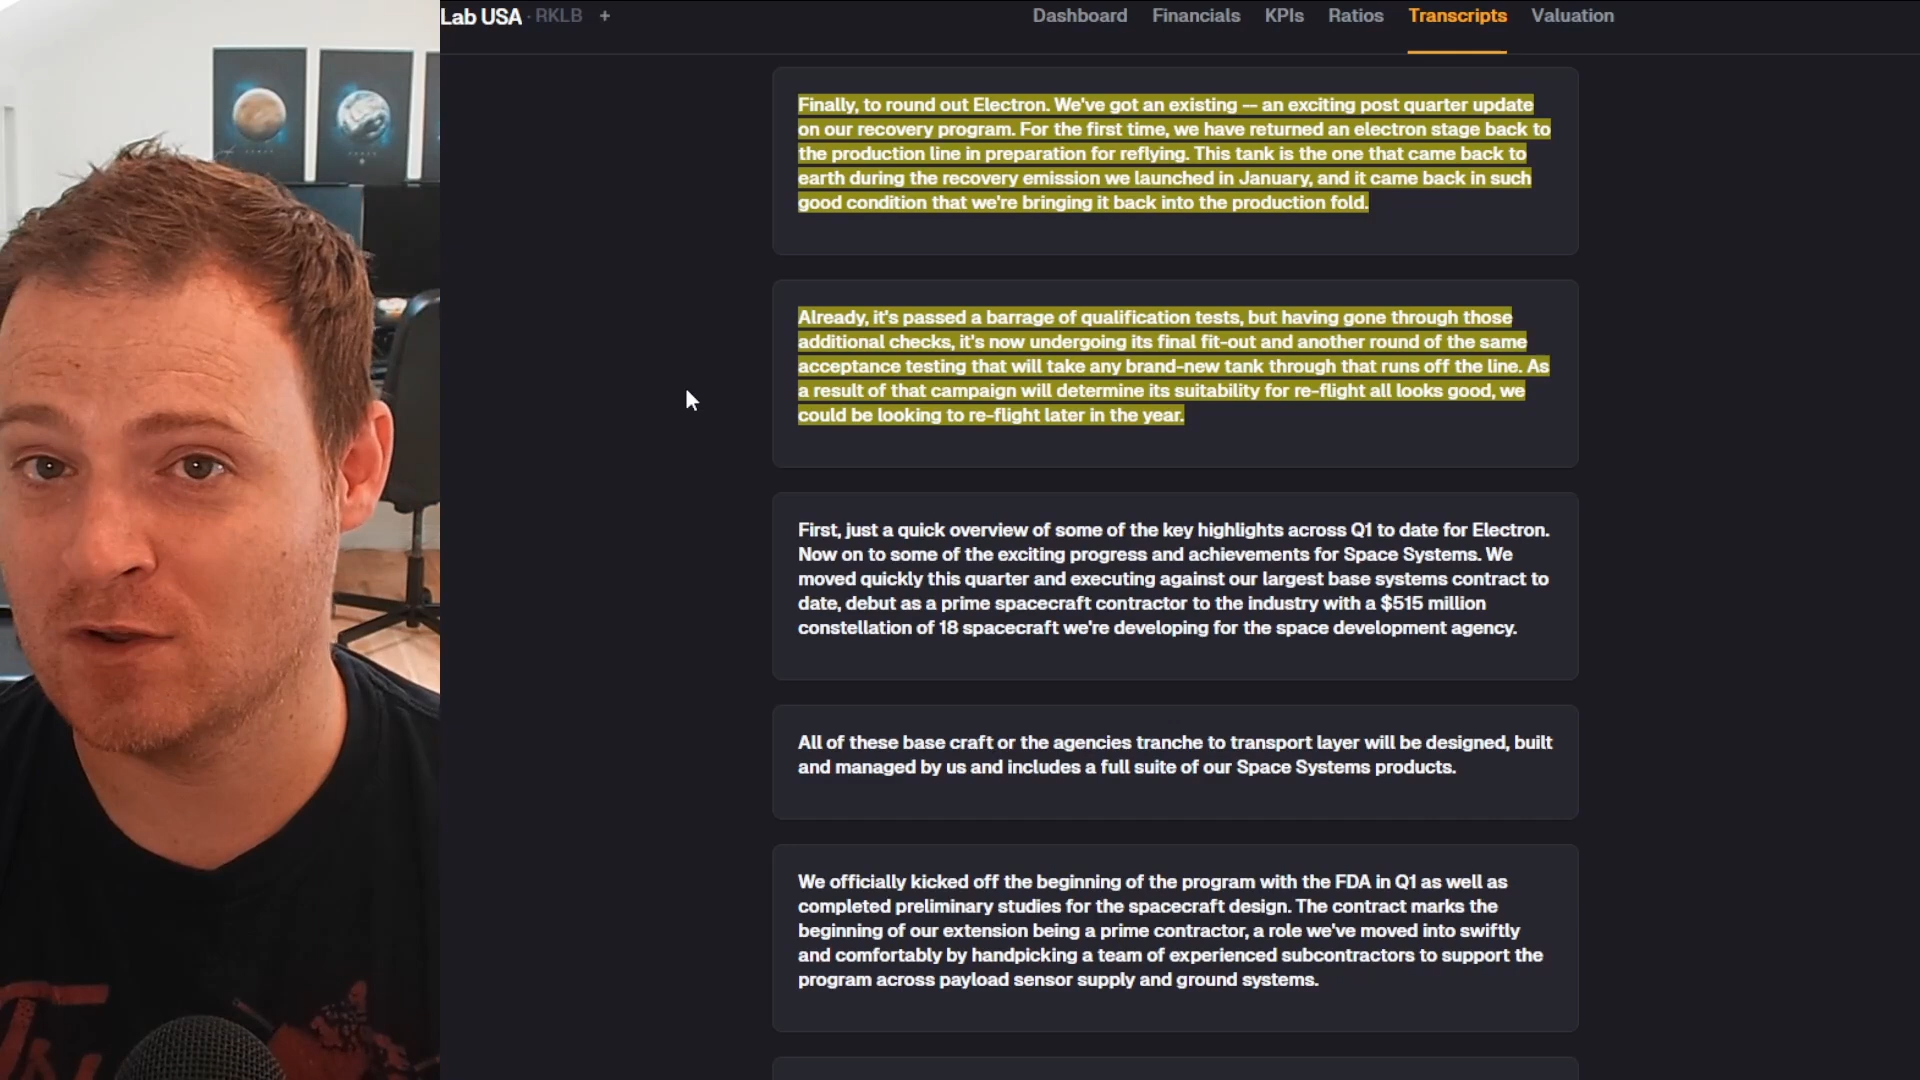 Lab USA · RKLB +
Dashboard Financials KPIs Ratios Transcripts Valuation
Finally, to round out Electron. We've got an existing -- an exciting post quarter update
on our recovery program. For the first time, we have returned an electron stage back to
the production line in preparation for reflying. This tank is the one that came back to
earth during the recovery emission we launched in January, and it came back in such
good condition that we're bringing it back into the production fold.
Already, it's passed a barrage of qualification tests, but having gone through those
additional checks, it's now undergoing its final fit-out and another round of the same
acceptance testing that will take any brand-new tank through that runs off the line. As
a result of that campaign will determine its suitability for re-flight all looks good, we
could be looking to re-flight later in the year.
First, just a quick overview of some of the key highlights across Q1 to date for Electron.
Now on to some of the exciting progress and achievements for Space Systems. We
moved quickly this quarter and executing against our largest base systems contract to
date, debut as a prime spacecraft contractor to the industry with a $515 million
constellation of 18 spacecraft we're developing for the space development agency.
All of these base craft or the agencies tranche to transport layer will be designed, built
and managed by us and includes a full suite of our Space Systems products.
We officially kicked off the beginning of the program with the FDA in Q1 as well as
completed preliminary studies for the spacecraft design. The contract marks the
beginning of our extension being a prime contractor, a role we've moved into swiftly
and comfortably by handpicking a team of experienced subcontractors to support the
program across payload sensor supply and ground systems.